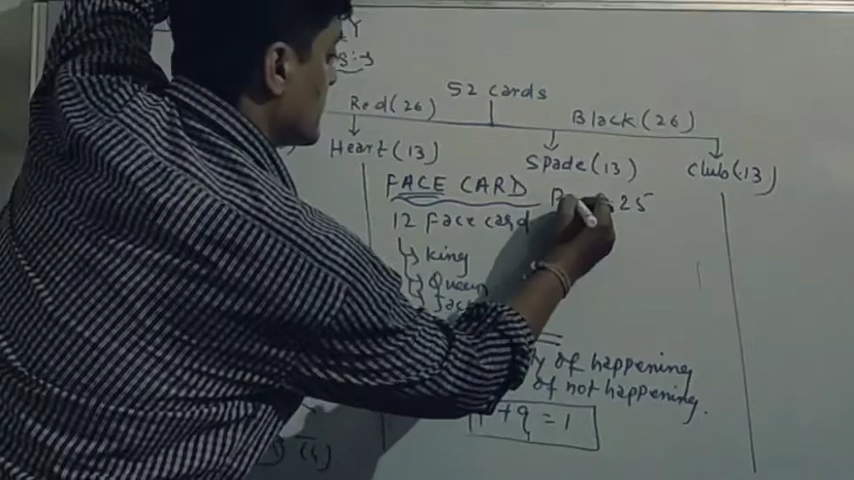 52 cards
Red(26)
Black(26)
Heart(13)
Spade(13)
Club(13)
FACE CARD
25
12 face card
king
Queen
of happening
of not happening.
+ q = 1